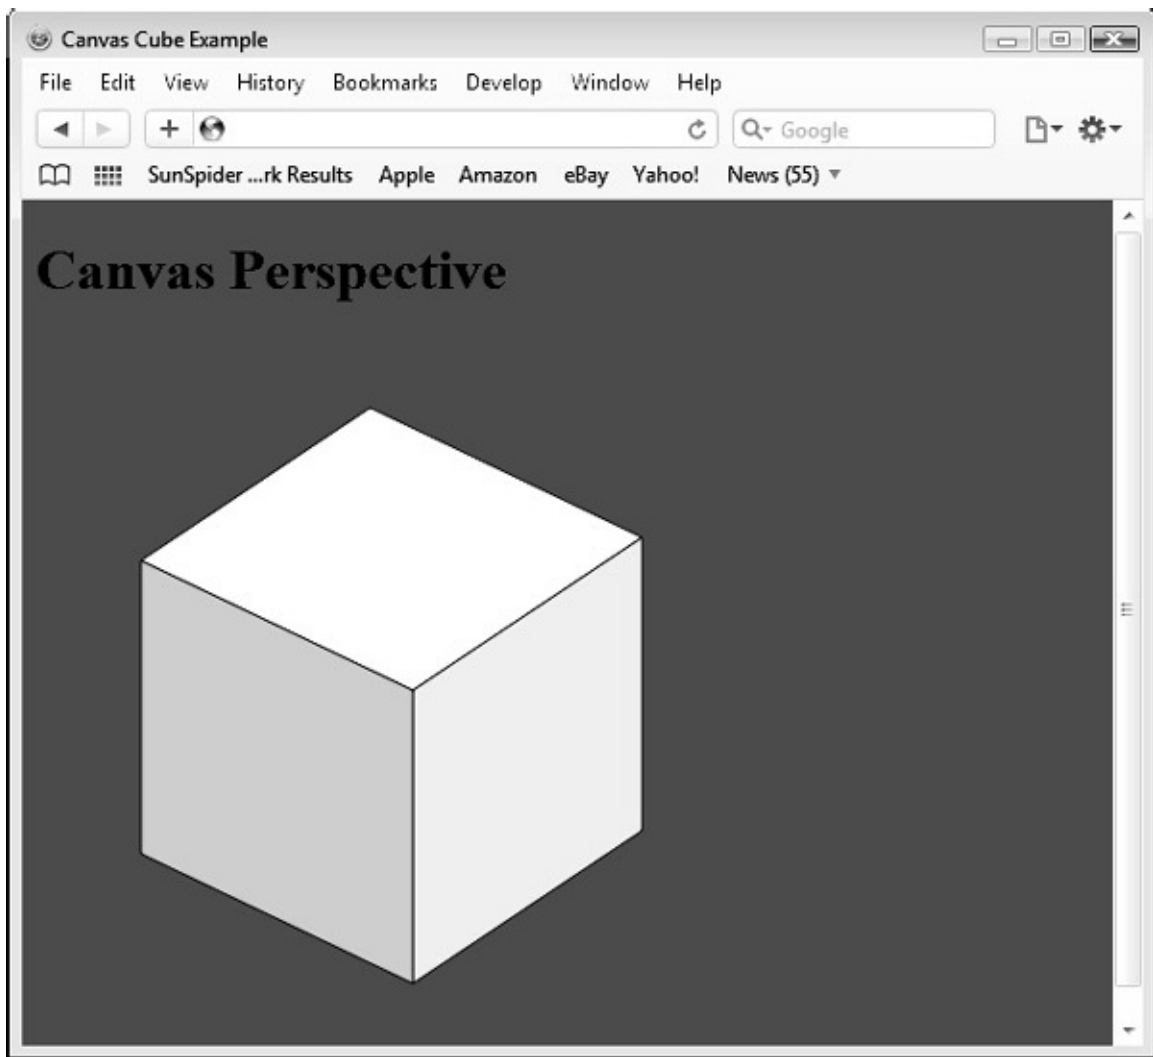 Canvas Cube Example
File Edit View History Bookmarks Develop Window Help
Google
SunSpider ...rk Results Apple Amazon eBay Yahoo! News (55)
Canvas Perspective